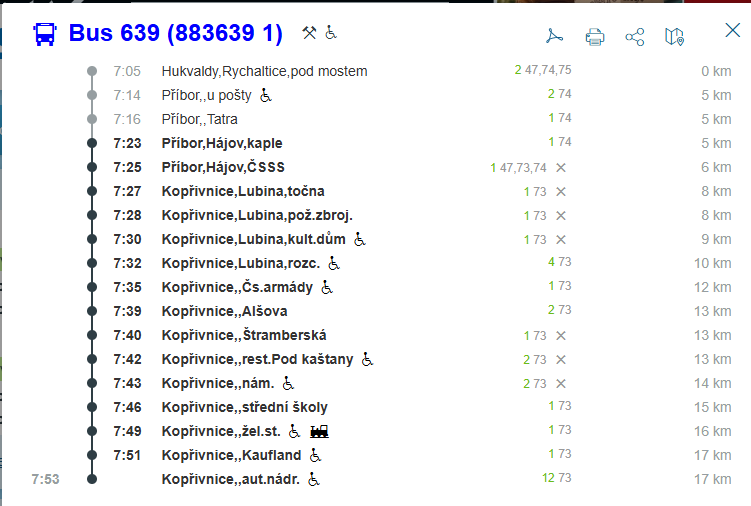 Bus 639 (883639 1)
7:05 Hukvaldy,Rychaltice,pod mostem 2 47,74,75 0 km
7:14 Příbor,,u pošty 2 74 5 km
7:16 Příbor,,Tatra 1 74 5 km
7:23 Příbor,Hájov,kaple 1 74 5 km
7:25 Příbor,Hájov,ČSSS 1 47,73,74 6 km
7:27 Kopřivnice,Lubina,točna 1 73 8 km
7:28 Kopřivnice,Lubina,pož.zbroj. 1 73 8 km
7:30 Kopřivnice,Lubina,kult.dům 1 73 9 km
7:32 Kopřivnice,Lubina,rozc. 4 73 10 km
7:35 Kopřivnice,,Čs.armády 1 73 12 km
7:39 Kopřivnice,,Alšova 2 73 13 km
7:40 Kopřivnice,,Štramberská 1 73 13 km
7:42 Kopřivnice,,rest.Pod kaštany 2 73 13 km
7:43 Kopřivnice,,nám. 2 73 14 km
7:46 Kopřivnice,,střední školy 1 73 15 km
7:49 Kopřivnice,,žel.st. 1 73 16 km
7:51 Kopřivnice,,Kaufland 1 73 17 km
7:53 Kopřivnice,,aut.nádr. 12 73 17 km